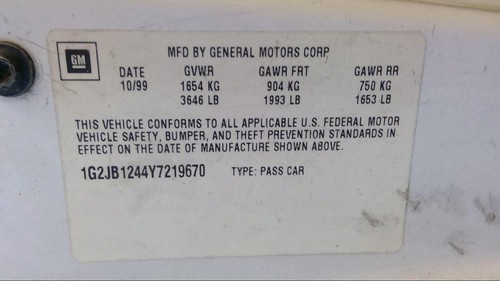 GM
MFD BY GENERAL MOTORS CORP
DATE GVWR GAWR FRT GAWR RR
10/99 1654 KG 904 KG 750 KG
3646 LB 1993 LB 1653 LB
THIS VEHICLE CONFORMS TO ALL APPLICABLE U.S. FEDERAL MOTOR
VEHICLE SAFETY, BUMPER, AND THEFT PREVENTION STANDARDS IN
EFFECT ON THE DATE OF MANUFACTURE SHOWN ABOVE.
1G2JB1244Y7219670 TYPE: PASS CAR